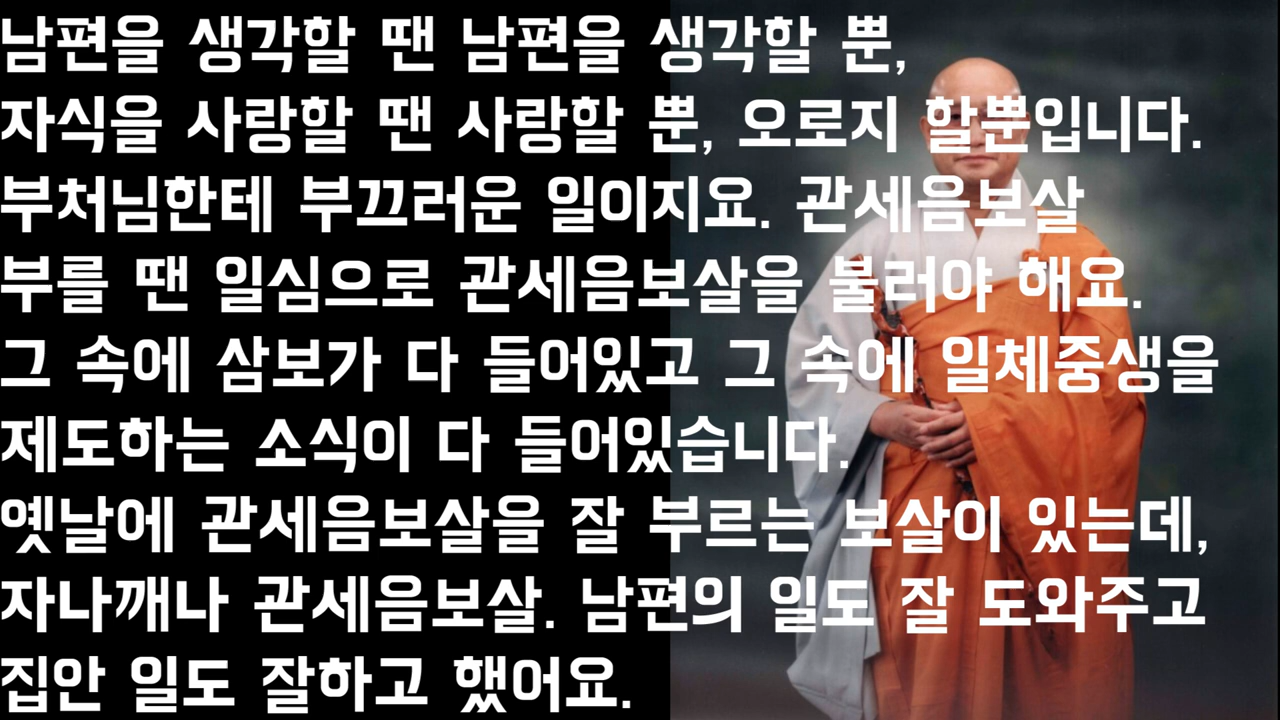 남편을 생각할 땐 남편을 생각할 뿐,
자식을 사랑할 땐 사랑할 뿐, 오로지 할뿐입니다.
부처님한테 부끄러운 일이지요. 관세음보살
부를 땐 일심으로 관세음보살을 불러야 해요.
그 속에 삼보가 다 들어있고 그 속에 일체중생을
제도하는 소식이 다 들어있습니다.
옛날에 관세음보살을 잘 부르는 보살이 있는데,
자나깨나 관세음보살. 남편의 일도 잘 도와주고
집안 일도 잘하고 했어요.